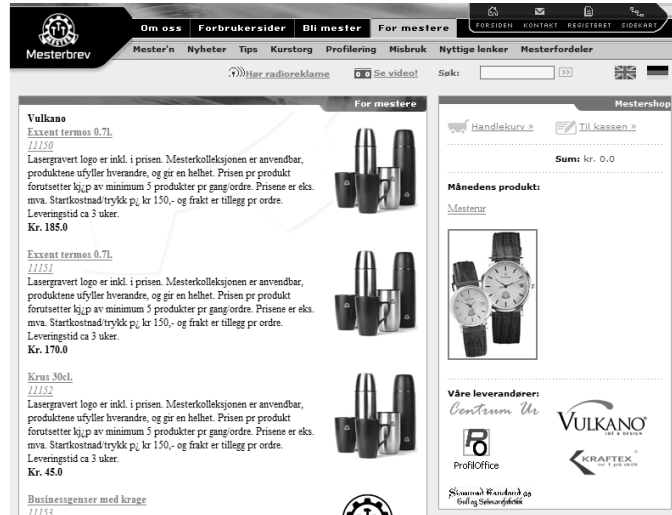 Mesterbrev
FORSIDEN KONTAKT REGISTERET SIDEKART
Om oss Forbrukersider Bli mester For mestere
Mester'n Nyheter Tips Kurstorg Profilering Misbruk Nyttige lenker Mesterfordeler
Hør radioreklame Se video! Søk: >>
For mestere
Vulkano
Exxent termos 0.7l.
11150
Lasergravert logo er inkl. i prisen. Mesterkolleksjonen er anvendbar,
produktene utfyller hverandre, og gir en helhet. Prisen pr produkt
forutsetter kj¿p av minimum 5 produkter pr gang/ordre. Prisene er eks.
mva. Startkostnad/trykk p¿ kr 150,- og frakt er tillegg pr ordre.
Leveringstid ca 3 uker.
Kr. 185.0
Exxent termos 0.7l.
11151
Lasergravert logo er inkl. i prisen. Mesterkolleksjonen er anvendbar,
produktene utfyller hverandre, og gir en helhet. Prisen pr produkt
forutsetter kj¿p av minimum 5 produkter pr gang/ordre. Prisene er eks.
mva. Startkostnad/trykk p¿ kr 150,- og frakt er tillegg pr ordre.
Leveringstid ca 3 uker.
Kr. 170.0
Krus 30cl.
11152
Lasergravert logo er inkl. i prisen. Mesterkolleksjonen er anvendbar,
produktene utfyller hverandre, og gir en helhet. Prisen pr produkt
forutsetter kj¿p av minimum 5 produkter pr gang/ordre. Prisene er eks.
mva. Startkostnad/trykk p¿ kr 150,- og frakt er tillegg pr ordre.
Leveringstid ca 3 uker.
Kr. 45.0
Businessgenser med krage
11153
Mestershop
Handlekurv » Til kassen »
Sum: kr. 0.0
Månedens produkt:
Mesterur
Våre leverandører:
Centrum Ur
VULKANO
ProfilOffice
KRAFTEX